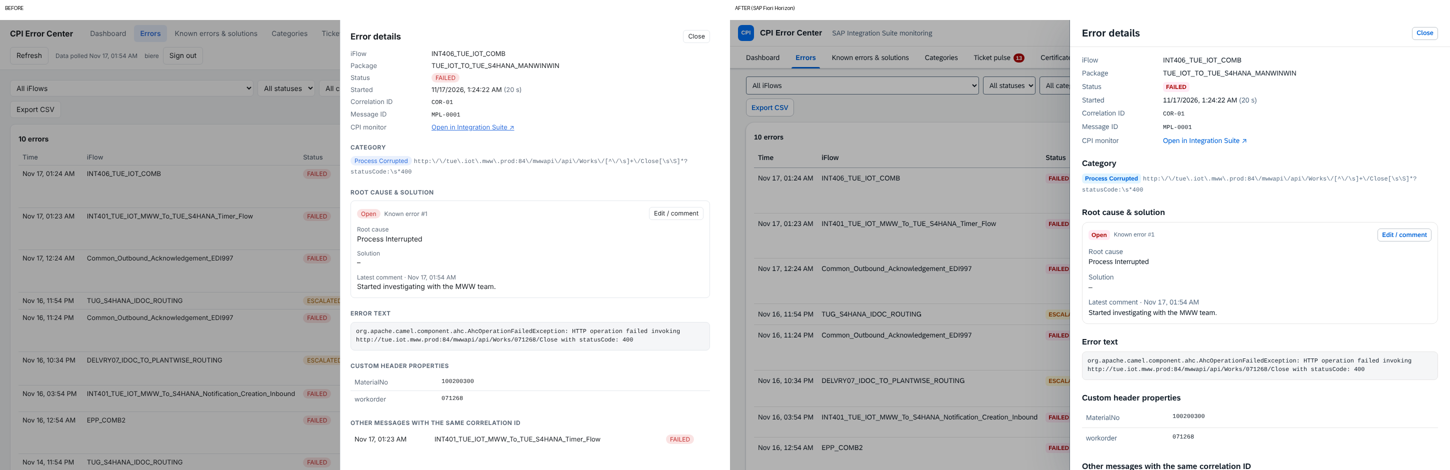 BEFORE
CPI Error Center Dashboard Errors Known errors & solutions Categories Ticke
Refresh Data polled Nov 17, 01:54 AM tiere Sign out
All iFlows All statuses All c
Export CSV
10 errors
Time iFlow Status
Nov 17, 01:24 AM INT406_TUE_IOT_COMB FAILED
Nov 17, 01:23 AM INT401_TUE_IOT_MWW_To_TUE_S4HANA_Timer_Flow FAILED
Nov 17, 12:24 AM Common_Outbound_Acknowledgement_EDI997 FAILED
Nov 16, 11:54 PM TUG_S4HANA_IDOC_ROUTING ESCALATED
Nov 16, 11:24 PM Common_Outbound_Acknowledgement_EDI997 FAILED
Nov 16, 10:34 PM DELVRY07_IDOC_TO_PLANTWISE_ROUTING ESCALATED
Nov 16, 03:54 PM INT401_TUE_IOT_MWW_To_S4HANA_Notification_Creation_Inbound FAILED
Nov 16, 12:54 AM EPP_COMB2 FAILED
Nov 14, 11:54 PM TUG_S4HANA_IDOC_ROUTING FAILED
Error details Close
iFlow INT406_TUE_IOT_COMB
Package TUE_IOT_TO_TUE_S4HANA_MANWINWIN
Status FAILED
Started 11/17/2026, 1:24:22 AM (20 s)
Correlation ID COR-01
Message ID MPL-0001
CPI monitor Open in Integration Suite ↗
CATEGORY
Process Corrupted http:\/\/tue\.iot\.mww\.prod:84\/mwwapi\/api\/Works\/[^\/\s]+\/Close[\s\S]*?
statusCode:\s*400
ROOT CAUSE & SOLUTION
Open Known error #1 Edit / comment
Root cause
Process Interrupted
Solution
–
Latest comment · Nov 17, 01:54 AM
Started investigating with the MWW team.
ERROR TEXT
org.apache.camel.component.ahc.AhcOperationFailedException: HTTP operation failed invoking
http://tue.iot.mww.prod:84/mwwapi/api/Works/071268/Close with statusCode: 400
CUSTOM HEADER PROPERTIES
MaterialNo 100200300
workorder 071268
OTHER MESSAGES WITH THE SAME CORRELATION ID
Nov 17, 01:23 AM INT401_TUE_IOT_MWW_To_TUE_S4HANA_Timer_Flow FAILED
AFTER (SAP Fiori Horizon)
CPI CPI Error Center SAP Integration Suite monitoring
Dashboard Errors Known errors & solutions Categories Ticket pulse 13 Certificate
All iFlows All statuses All cate
Export CSV
10 errors
Time iFlow Status
Nov 17, 01:24 AM INT406_TUE_IOT_COMB FAILED
Nov 17, 01:23 AM INT401_TUE_IOT_MWW_To_TUE_S4HANA_Timer_Flow FAILED
Nov 17, 12:24 AM Common_Outbound_Acknowledgement_EDI997 FAILED
Nov 16, 11:54 PM TUG_S4HANA_IDOC_ROUTING ESCALA
Nov 16, 11:24 PM Common_Outbound_Acknowledgement_EDI997 FAILED
Nov 16, 10:34 PM DELVRY07_IDOC_TO_PLANTWISE_ROUTING ESCALA
Nov 16, 03:54 PM INT401_TUE_IOT_MWW_To_S4HANA_Notification_Creation_Inbound FAILED
Nov 16, 12:54 AM EPP_COMB2 FAILED
Error details Close
iFlow INT406_TUE_IOT_COMB
Package TUE_IOT_TO_TUE_S4HANA_MANWINWIN
Status FAILED
Started 11/17/2026, 1:24:22 AM (20 s)
Correlation ID COR-01
Message ID MPL-0001
CPI monitor Open in Integration Suite ↗
Category
Process Corrupted http:\/\/tue\.iot\.mww\.prod:84\/mwwapi\/api\/Works\/[^\/\s]+\/Close[\s\S]*?
statusCode:\s*400
Root cause & solution
Open Known error #1 Edit / comment
Root cause
Process Interrupted
Solution
–
Latest comment · Nov 17, 01:54 AM
Started investigating with the MWW team.
Error text
org.apache.camel.component.ahc.AhcOperationFailedException: HTTP operation failed invoking
http://tue.iot.mww.prod:84/mwwapi/api/Works/071268/Close with statusCode: 400
Custom header properties
MaterialNo 100200300
workorder 071268
Other messages with the same correlation ID